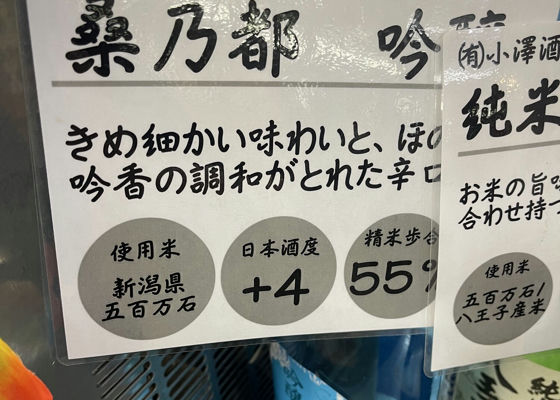 桑乃都 吟
きめ細かい味わいと、ほ
吟香の調和がとれた辛口
使用米
新潟県
五百万石
日本酒度
+4
精米歩合
55%
(有)小澤酒
純米
お米の旨
合わせ持つ
使用米
五百万石/
八王子産米